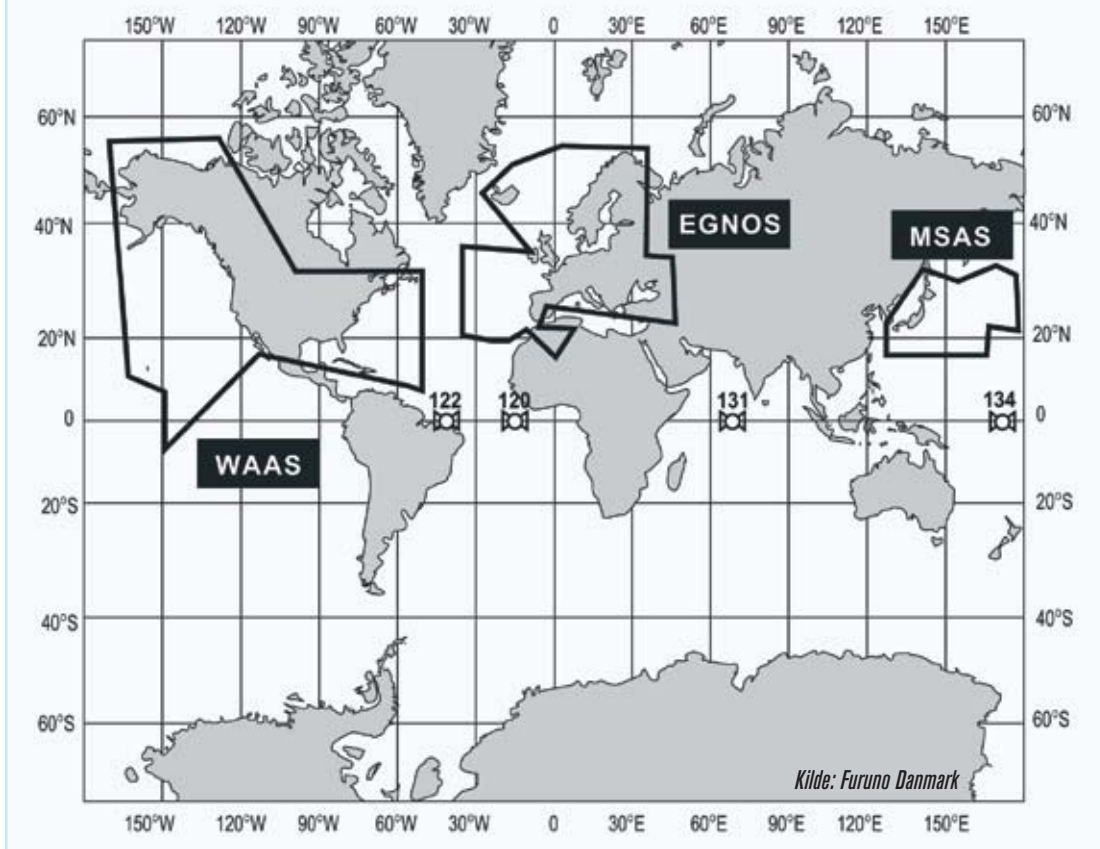 150°W 120°W 90°W 60°W 30°W 0 30°E 60°E 90°E 120°E 150°E
60°N 60°N
40°N EGNOS MSAS 40°N
20°N 20°N
122 120 131 134
0 0
WAAS
20°S 20°S
40°S 40°S
60°S 60°S
Kilde: Furuno Danmark
150°W 120°W 90°W 60°W 30°W 0 30°E 60°E 90°E 120°E 150°E